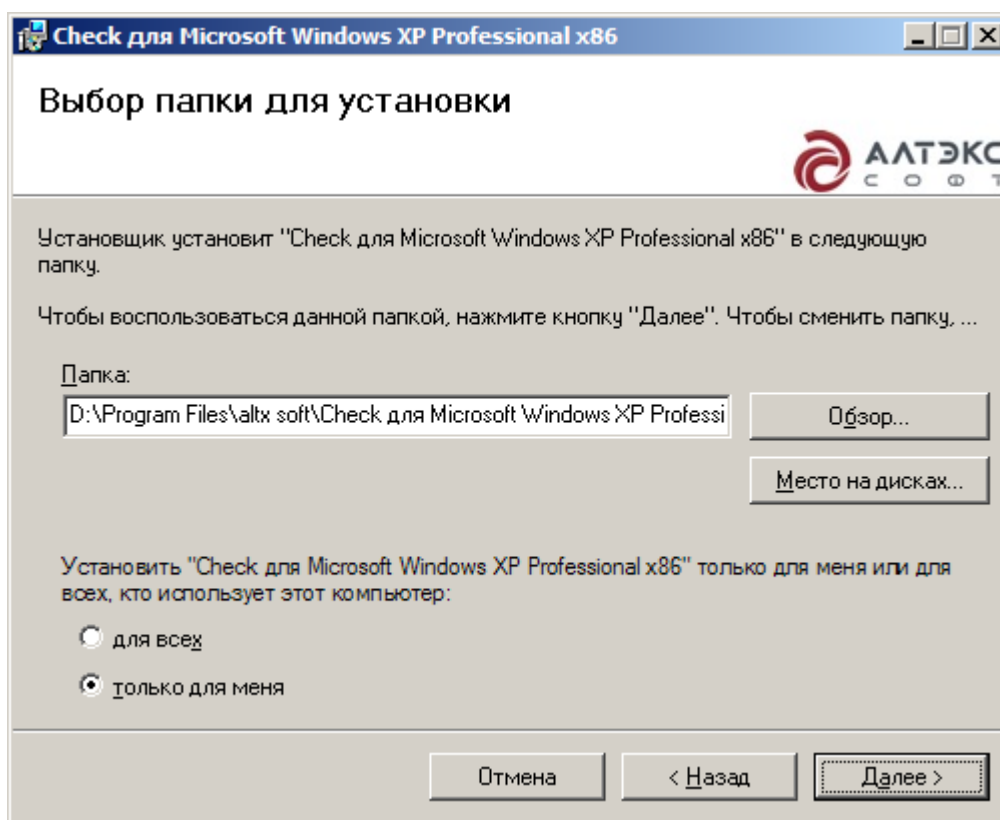 Check для Microsoft Windows XP Professional x86
Выбор папки для установки
АЛТЭКС
СОФТ
Установщик установит "Check для Microsoft Windows XP Professional x86" в следующую
папку.
Чтобы воспользоваться данной папкой, нажмите кнопку "Далее". Чтобы сменить папку, ...
Папка:
D:\Program Files\altx soft\Check для Microsoft Windows XP Professi
Обзор...
Место на дисках...
Установить "Check для Microsoft Windows XP Professional x86" только для меня или для
всех, кто использует этот компьютер:
для всех
только для меня
Отмена
< Назад
Далее >